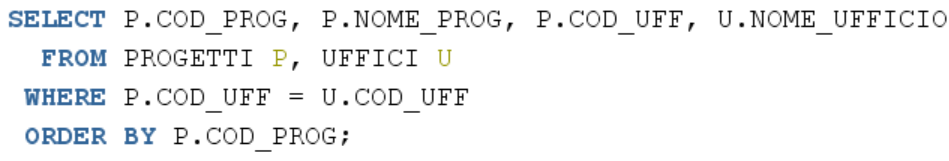 SELECT P.COD_PROG, P.NOME_PROG, P.COD_UFF, U.NOME_UFFICIO
FROM PROGETTI P, UFFICI U
WHERE P.COD_UFF = U.COD_UFF
ORDER BY P.COD_PROG;